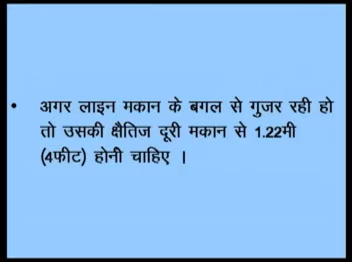 • अगर लाइन मकान के बगल से गुजर रही हो
तो उसकी क्षैतिज दूरी मकान से 1.22मी
(4फीट) होनी चाहिए ।